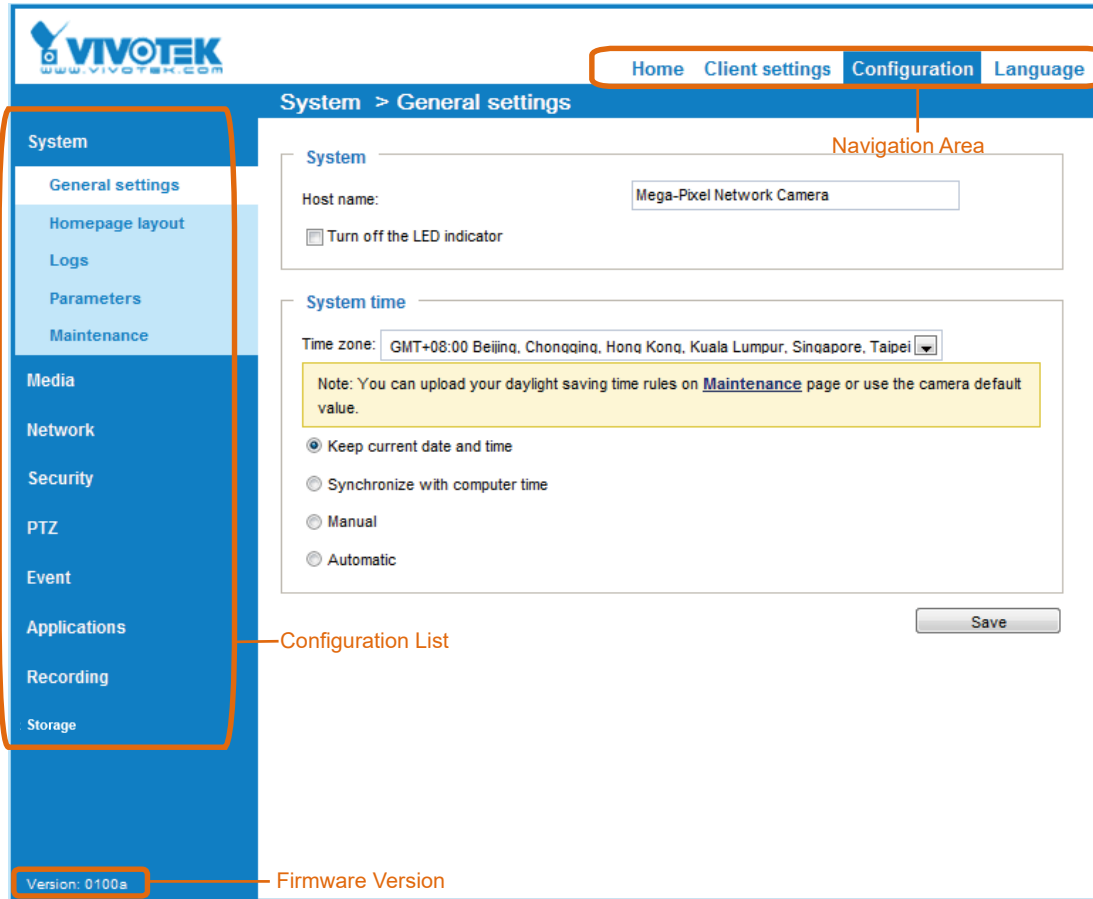 VIVOTEK
www.vivotek.com
Home Client settings Configuration Language
System > General settings
Navigation Area
System
General settings
Homepage layout
Logs
Parameters
Maintenance
Media
Network
Security
PTZ
Event
Applications
Recording
Storage
Version: 0100a
System
Host name: Mega-Pixel Network Camera
Turn off the LED indicator
System time
Time zone: GMT+08:00 Beijing, Chongqing, Hong Kong, Kuala Lumpur, Singapore, Taipei
Note: You can upload your daylight saving time rules on Maintenance page or use the camera default
value.
Keep current date and time
Synchronize with computer time
Manual
Automatic
Save
Configuration List
Firmware Version